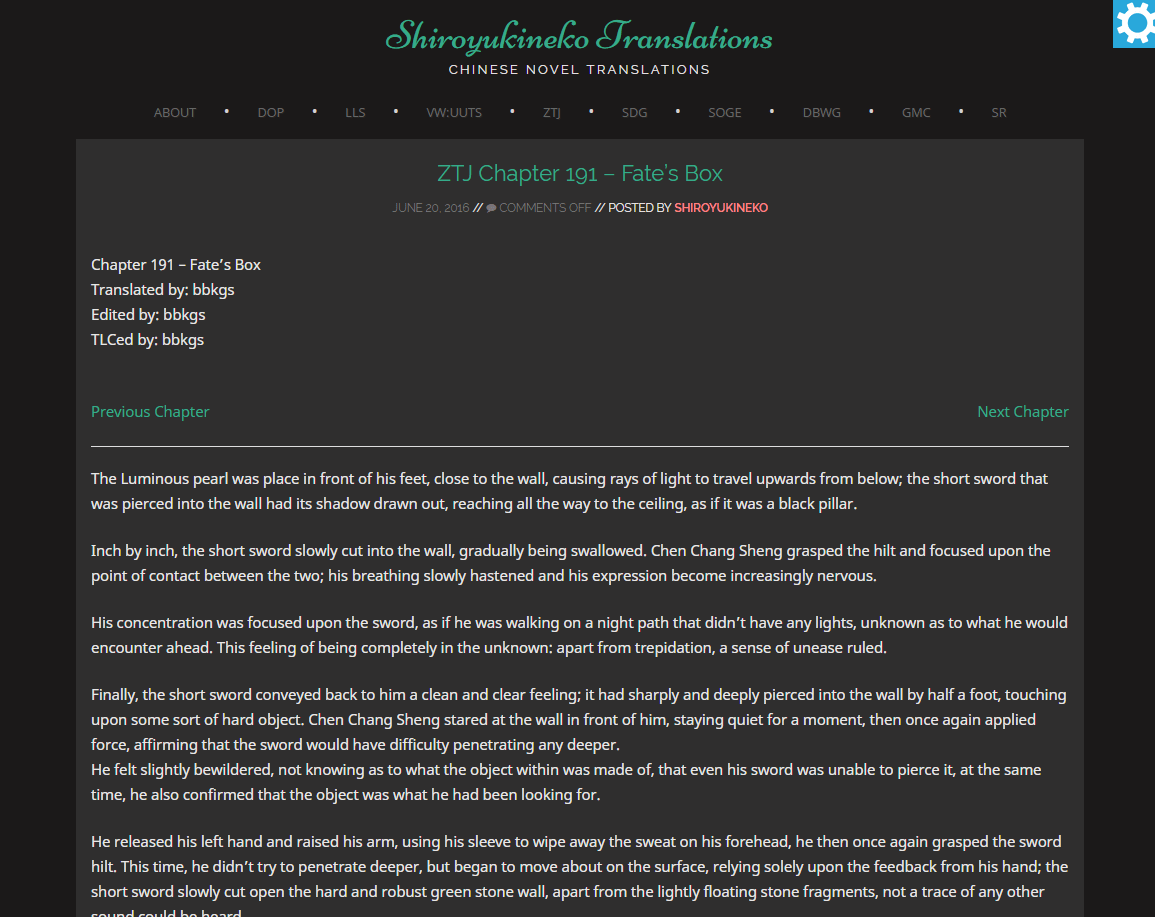 Shiroyukineko Translations
CHINESE NOVEL TRANSLATIONS
ABOUT • DOP • LLS • VW:UUTS • ZTJ • SDG • SOGE • DBWG • GMC • SR
ZTJ Chapter 191 – Fate’s Box
JUNE 20, 2016 // COMMENTS OFF // POSTED BY SHIROYUKINEKO
Chapter 191 – Fate’s Box
Translated by: bbkgs
Edited by: bbkgs
TLCed by: bbkgs
Previous Chapter Next Chapter
The Luminous pearl was place in front of his feet, close to the wall, causing rays of light to travel upwards from below; the short sword that
was pierced into the wall had its shadow drawn out, reaching all the way to the ceiling, as if it was a black pillar.
Inch by inch, the short sword slowly cut into the wall, gradually being swallowed. Chen Chang Sheng grasped the hilt and focused upon the
point of contact between the two; his breathing slowly hastened and his expression become increasingly nervous.
His concentration was focused upon the sword, as if he was walking on a night path that didn’t have any lights, unknown as to what he would
encounter ahead. This feeling of being completely in the unknown: apart from trepidation, a sense of unease ruled.
Finally, the short sword conveyed back to him a clean and clear feeling; it had sharply and deeply pierced into the wall by half a foot, touching
upon some sort of hard object. Chen Chang Sheng stared at the wall in front of him, staying quiet for a moment, then once again applied
force, affirming that the sword would have difficulty penetrating any deeper.
He felt slightly bewildered, not knowing as to what the object within was made of, that even his sword was unable to pierce it, at the same
time, he also confirmed that the object was what he had been looking for.
He released his left hand and raised his arm, using his sleeve to wipe away the sweat on his forehead, he then once again grasped the sword
hilt. This time, he didn’t try to penetrate deeper, but began to move about on the surface, relying solely upon the feedback from his hand; the
short sword slowly cut open the hard and robust green stone wall, apart from the lightly floating stone fragments, not a trace of any other
sound could be heard